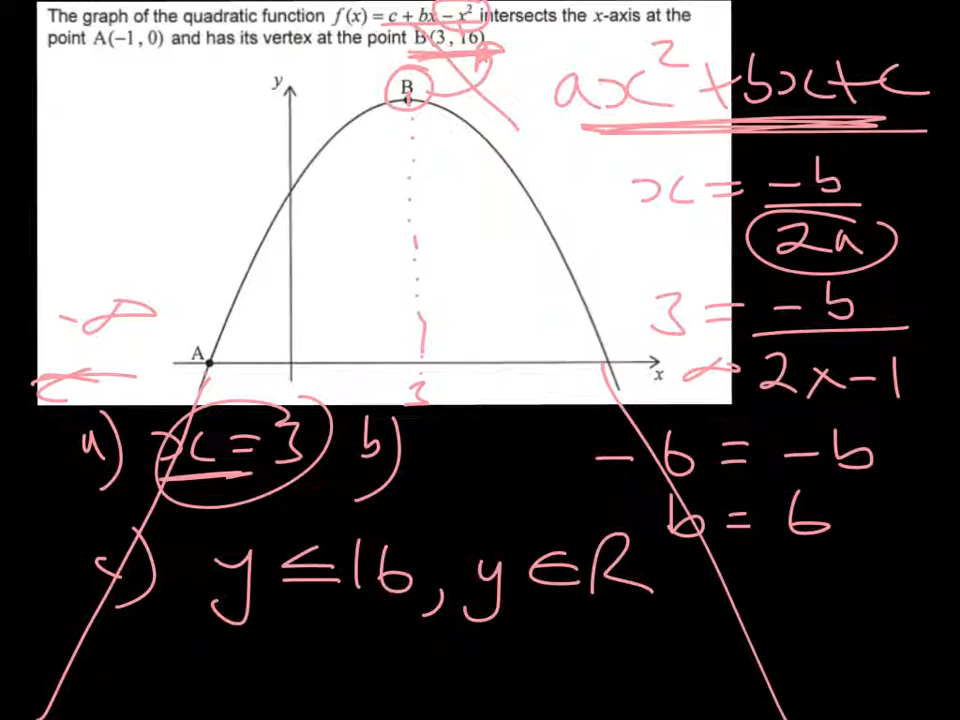 The graph of the quadratic function f(x) = c + bx − x² intersects the x-axis at the
point A(−1, 0) and has its vertex at the point B(3, 16)
ax² + bx + c
y
B
x = -b
2a
3 = -b
2 x -1
-∞
A
x
∞
3
a) x = 3 b)
-6 = -b
b = 6
c) y ≤ 16, y ∈ R